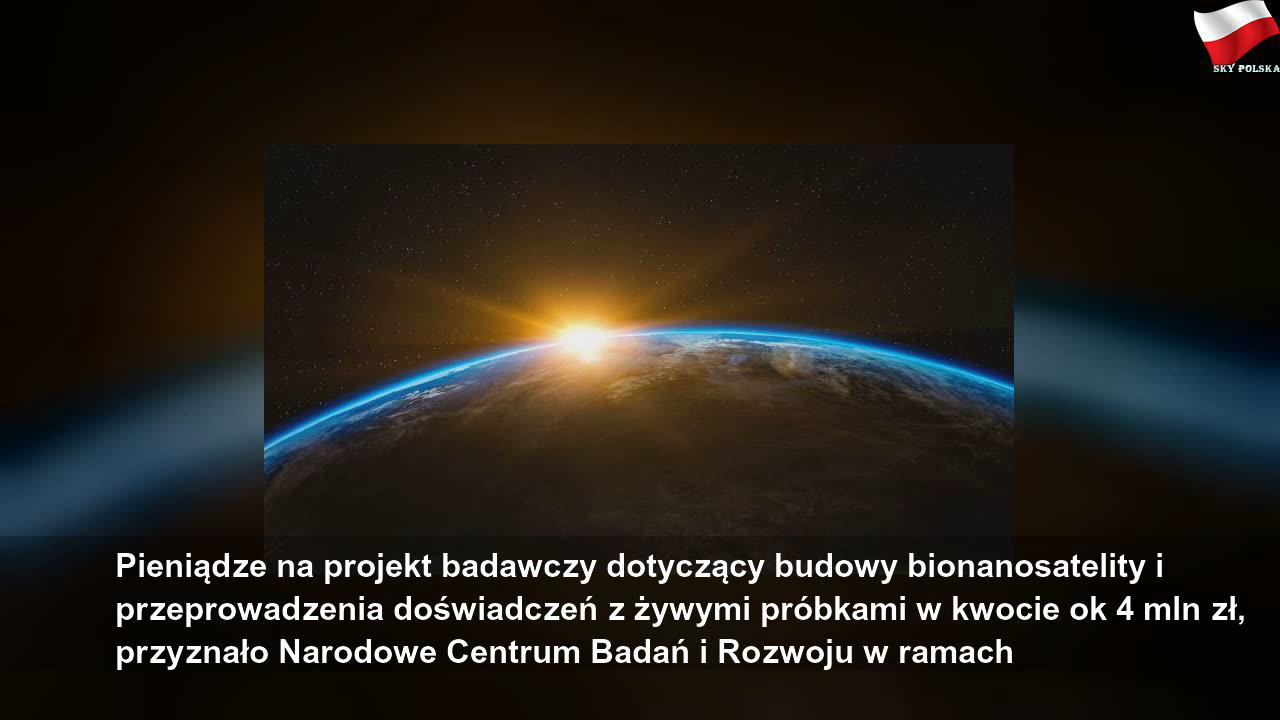 SKY POLSKA
Pieniądze na projekt badawczy dotyczący budowy bionanosatelity i
przeprowadzenia doświadczeń z żywymi próbkami w kwocie ok 4 mln zł,
przyznało Narodowe Centrum Badań i Rozwoju w ramach